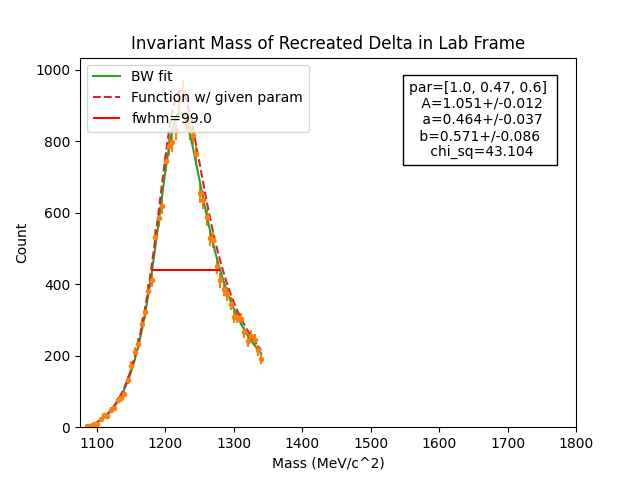 Invariant Mass of Recreated Delta in Lab Frame
BW fit
Function w/ given param
fwhm=99.0
par=[1.0, 0.47, 0.6]
A=1.051+/-0.012
a=0.464+/-0.037
b=0.571+/-0.086
chi_sq=43.104
1000
800
600
400
200
0
Count
1100 1200 1300 1400 1500 1600 1700 1800
Mass (MeV/c^2)